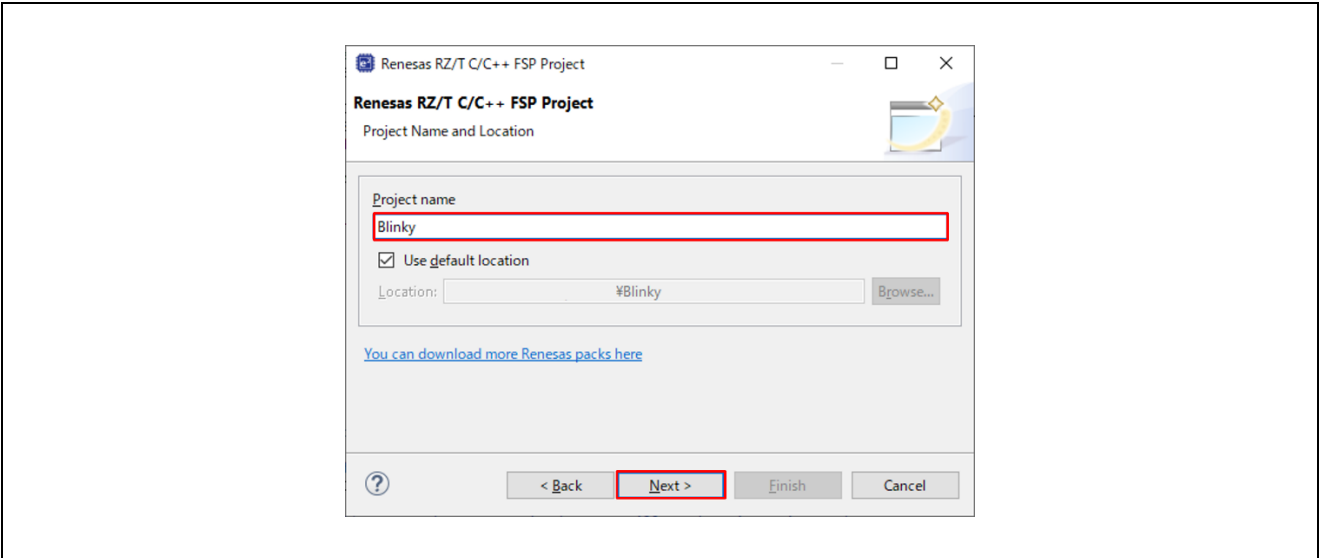 Renesas RZ/T C/C++ FSP Project
Renesas RZ/T C/C++ FSP Project
Project Name and Location
Project name
Blinky
Use default location
Location: ¥Blinky Browse...
You can download more Renesas packs here
? < Back Next > Finish Cancel